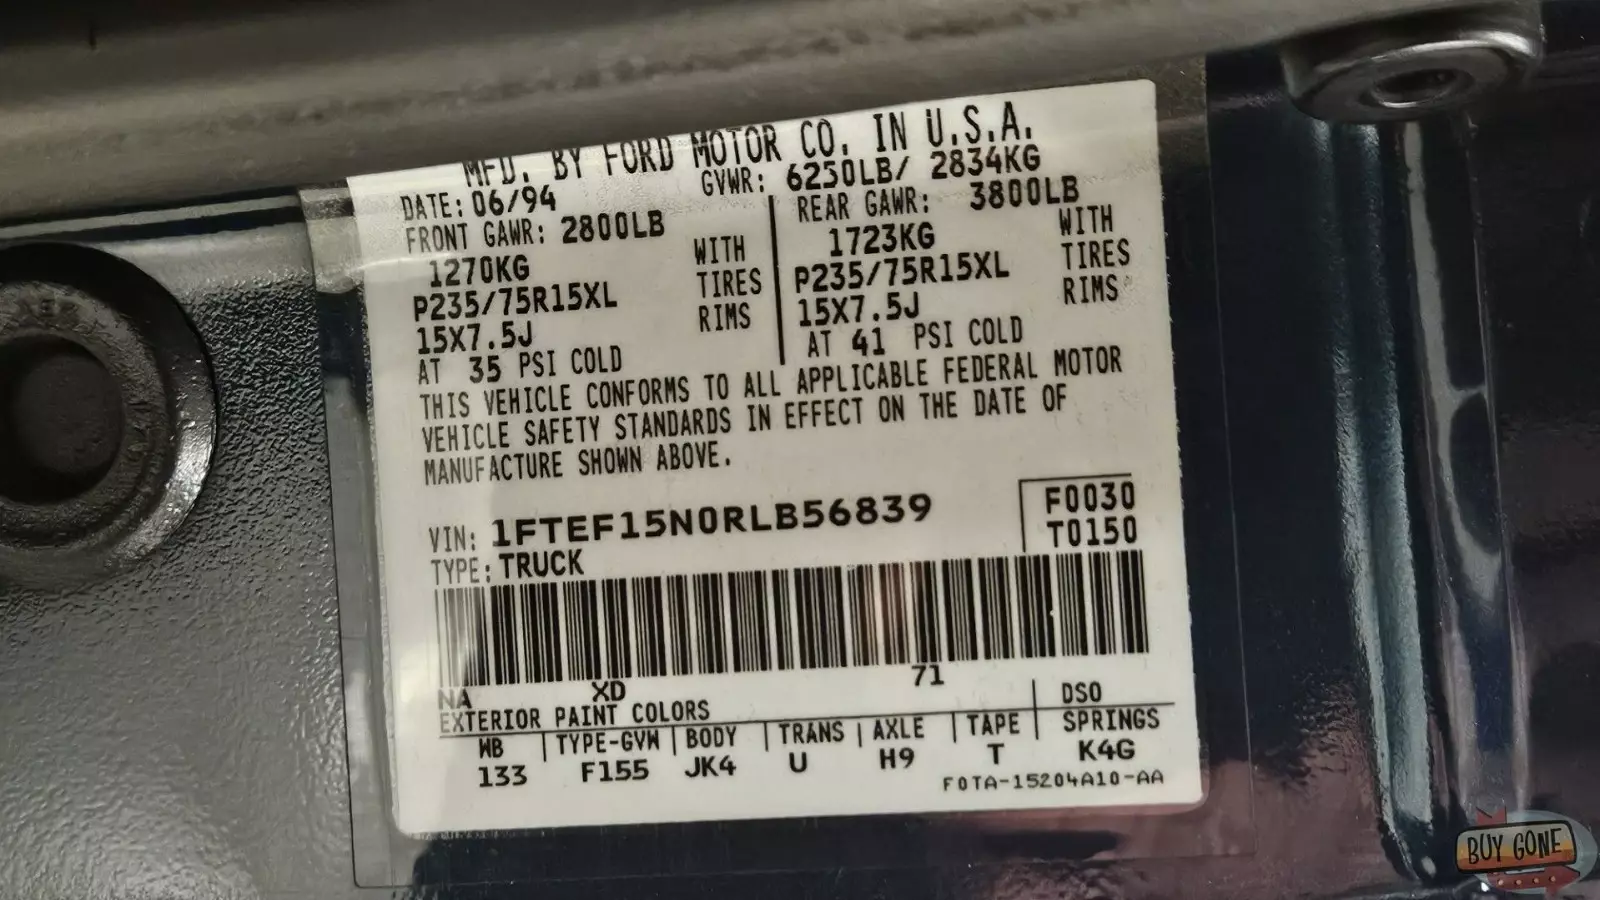 MFD. BY FORD MOTOR CO. IN U.S.A.
DATE: 06/94 GVWR: 6250LB/ 2834KG
FRONT GAWR: 2800LB REAR GAWR: 3800LB
1270KG WITH 1723KG WITH
P235/75R15XL TIRES P235/75R15XL TIRES
15X7.5J RIMS 15X7.5J RIMS
AT 35 PSI COLD AT 41 PSI COLD
THIS VEHICLE CONFORMS TO ALL APPLICABLE FEDERAL MOTOR
VEHICLE SAFETY STANDARDS IN EFFECT ON THE DATE OF
MANUFACTURE SHOWN ABOVE.
VIN: 1FTEF15N0RLB56839 F0030
TYPE: TRUCK T0150
NA XD 71
EXTERIOR PAINT COLORS DSO
WB TYPE-GVW BODY TRANS AXLE TAPE SPRINGS
133 F155 JK4 U H9 T K4G
F0TA-15204A10-AA
BUY GONE